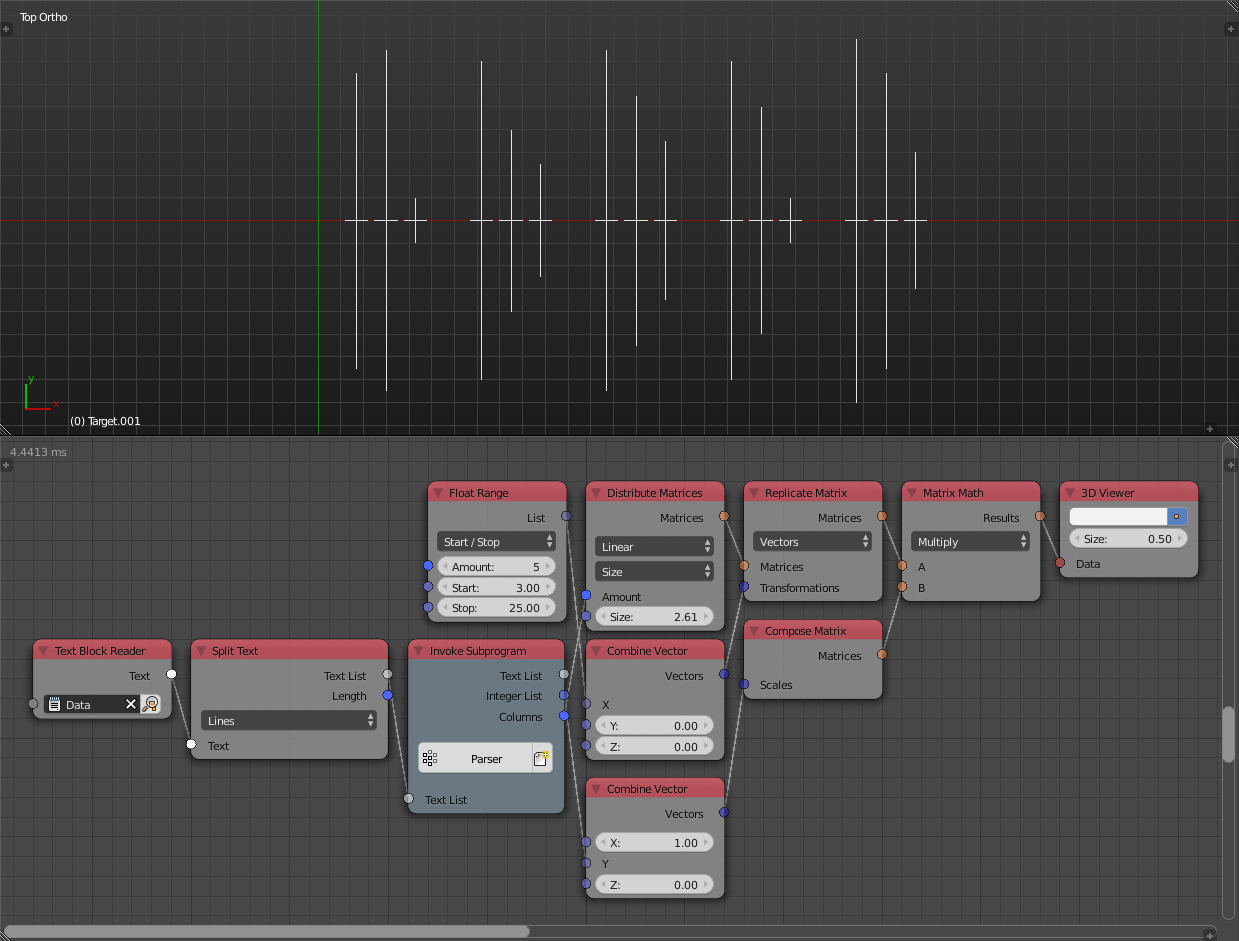 Top Ortho
y
x
(0) Target.001
4.4413 ms
Float Range
List
Start / Stop
Amount: 5
Start: 3.00
Stop: 25.00
Distribute Matrices
Matrices
Linear
Size
Amount
Size: 2.61
Replicate Matrix
Matrices
Vectors
Matrices
Transformations
Matrix Math
Results
Multiply
A
B
3D Viewer
Size: 0.50
Data
Text Block Reader
Text
Data
Split Text
Text List
Length
Lines
Text
Invoke Subprogram
Text List
Integer List
Columns
Parser
Text List
Combine Vector
Vectors
X
Y: 0.00
Z: 0.00
Compose Matrix
Matrices
Scales
Combine Vector
Vectors
X: 1.00
Y
Z: 0.00